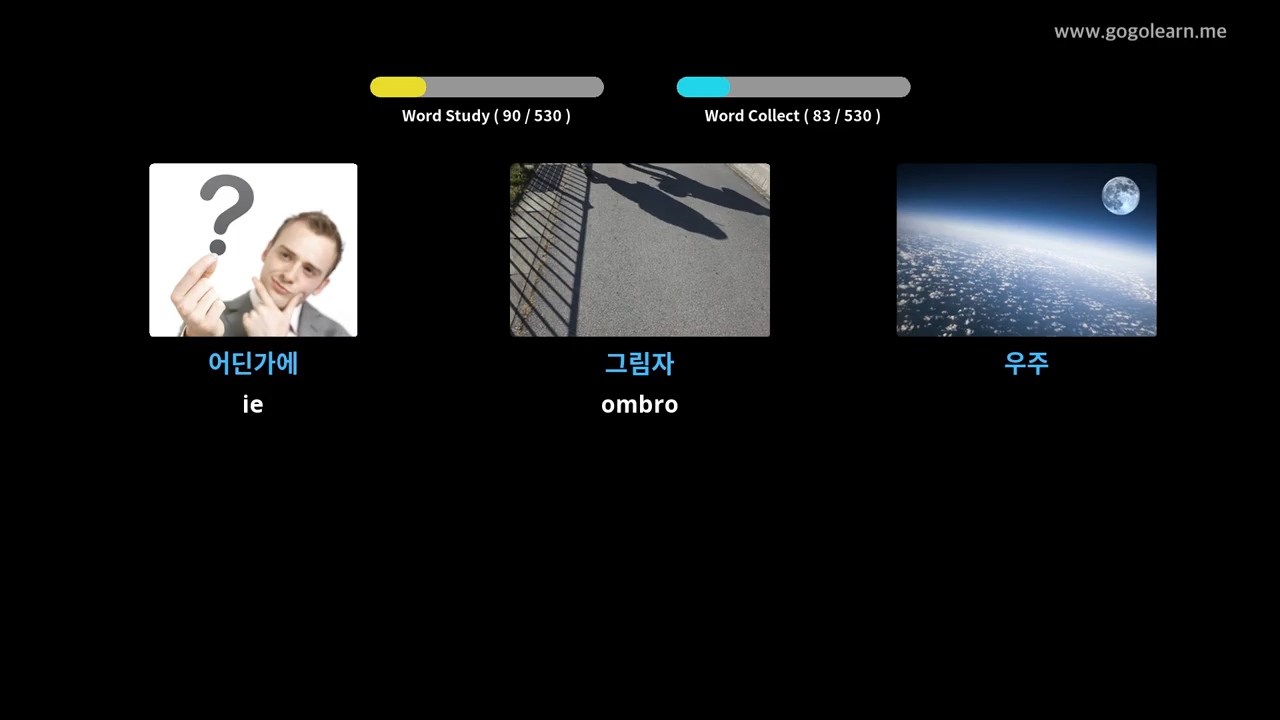 www.gogolearn.me
Word Study ( 90 / 530 )
Word Collect ( 83 / 530 )
어딘가에
그림자
우주
ie
ombro